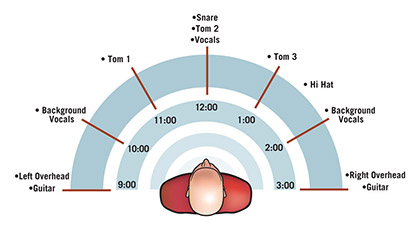 •Snare
•Tom 2
•Vocals
• Tom 1
• Tom 3
• Hi Hat
• Background
Vocals
• Background
Vocals
•Left Overhead
•Guitar
•Right Overhead
•Guitar
9:00
10:00
11:00
12:00
1:00
2:00
3:00